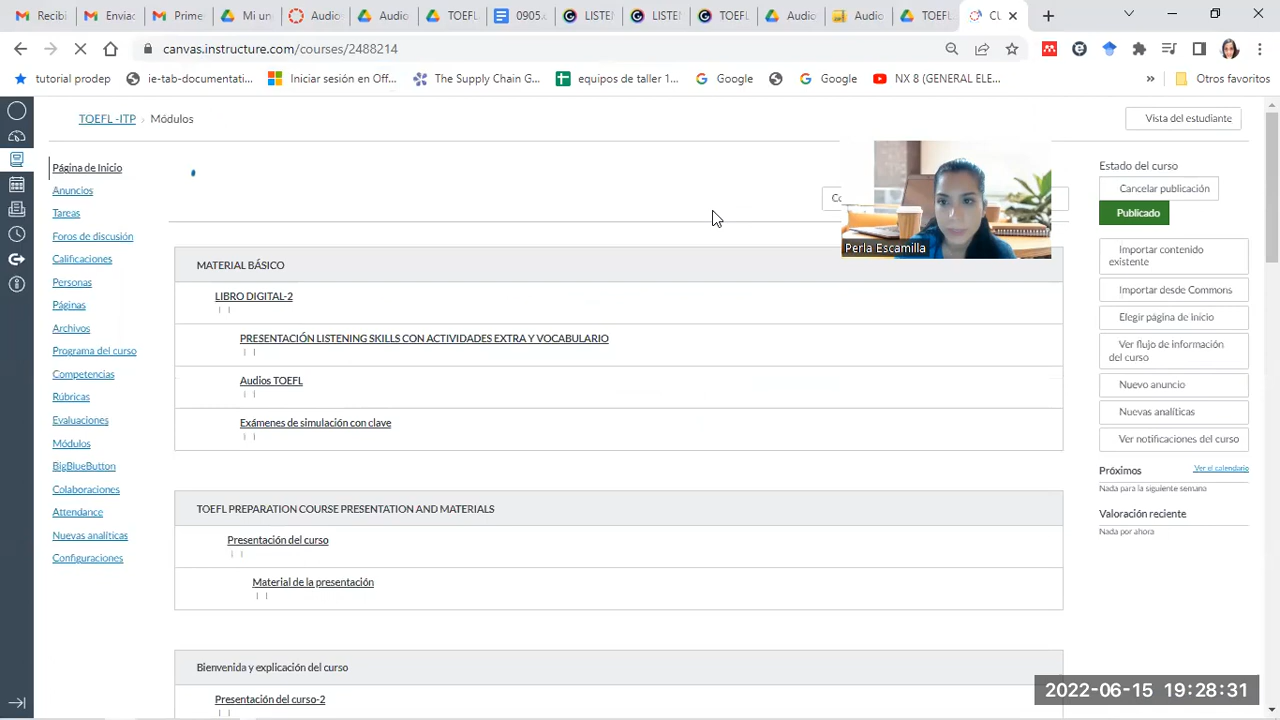 Recibi
Enviac
Prime
Mi un
Audio
Audic
TOEFL
0905.
LISTEN
LISTEN
TOEFL
Audic
Audio
TOEFL
canvas.instructure.com/courses/2488214
tutorial prodep
ie-tab-documentati...
Iniciar sesión en Off...
The Supply Chain G...
equipos de taller 1...
Google
Google
NX 8 (GENERAL ELE...
»
Otros favoritos
TOEFL -ITP › Módulos
Vista del estudiante
Página de Inicio
Anuncios
Tareas
Foros de discusión
Calificaciones
Personas
Páginas
Archivos
Programa del curso
Competencias
Rúbricas
Evaluaciones
Módulos
BigBlueButton
Colaboraciones
Attendance
Nuevas analíticas
Configuraciones
Perla Escamilla
MATERIAL BÁSICO
LIBRO DIGITAL-2
PRESENTACIÓN LISTENING SKILLS CON ACTIVIDADES EXTRA Y VOCABULARIO
Audios TOEFL
Exámenes de simulación con clave
TOEFL PREPARATION COURSE PRESENTATION AND MATERIALS
Presentación del curso
Material de la presentación
Bienvenida y explicación del curso
Presentación del curso-2
Estado del curso
Cancelar publicación
Publicado
Importar contenido
existente
Importar desde Commons
Elegir página de inicio
Ver flujo de información
del curso
Nuevo anuncio
Nuevas analíticas
Ver notificaciones del curso
Próximos
Ver el calendario
Nada para la siguiente semana
Valoración reciente
Nada por ahora
2022-06-15 19:28:31